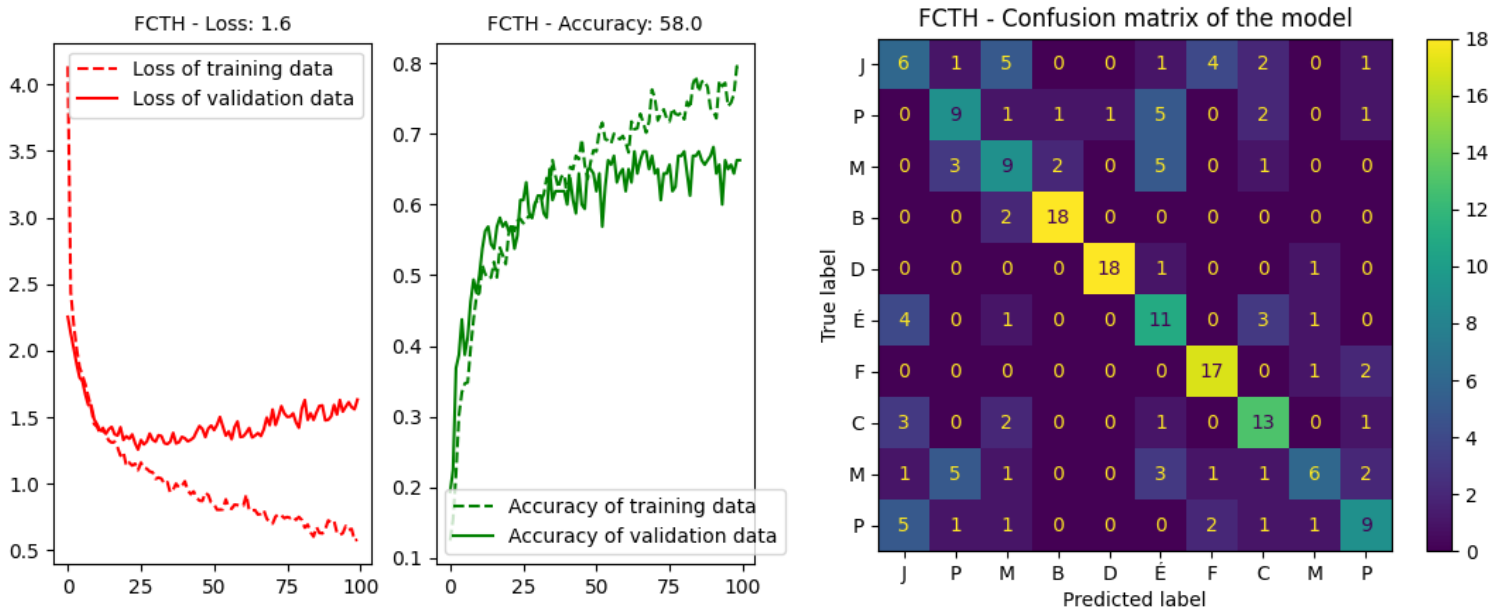 FCTH - Loss: 1.6
Loss of training data
Loss of validation data
4.0
3.5
3.0
2.5
2.0
1.5
1.0
0.5
0 25 50 75 100
FCTH - Accuracy: 58.0
0.8
0.7
0.6
0.5
0.4
0.3
0.2
0.1
Accuracy of training data
Accuracy of validation data
0 25 50 75 100
FCTH - Confusion matrix of the model
True label
J 6 1 5 0 0 1 4 2 0 1
P 0 9 1 1 1 5 0 2 0 1
M 0 3 9 2 0 5 0 1 0 0
B 0 0 2 18 0 0 0 0 0 0
D 0 0 0 0 18 1 0 0 1 0
É 4 0 1 0 0 11 0 3 1 0
F 0 0 0 0 0 0 17 0 1 2
C 3 0 2 0 0 1 0 13 0 1
M 1 5 1 0 0 3 1 1 6 2
P 5 1 1 0 0 0 2 1 1 9
J P M B D É F C M P
Predicted label
18
16
14
12
10
8
6
4
2
0